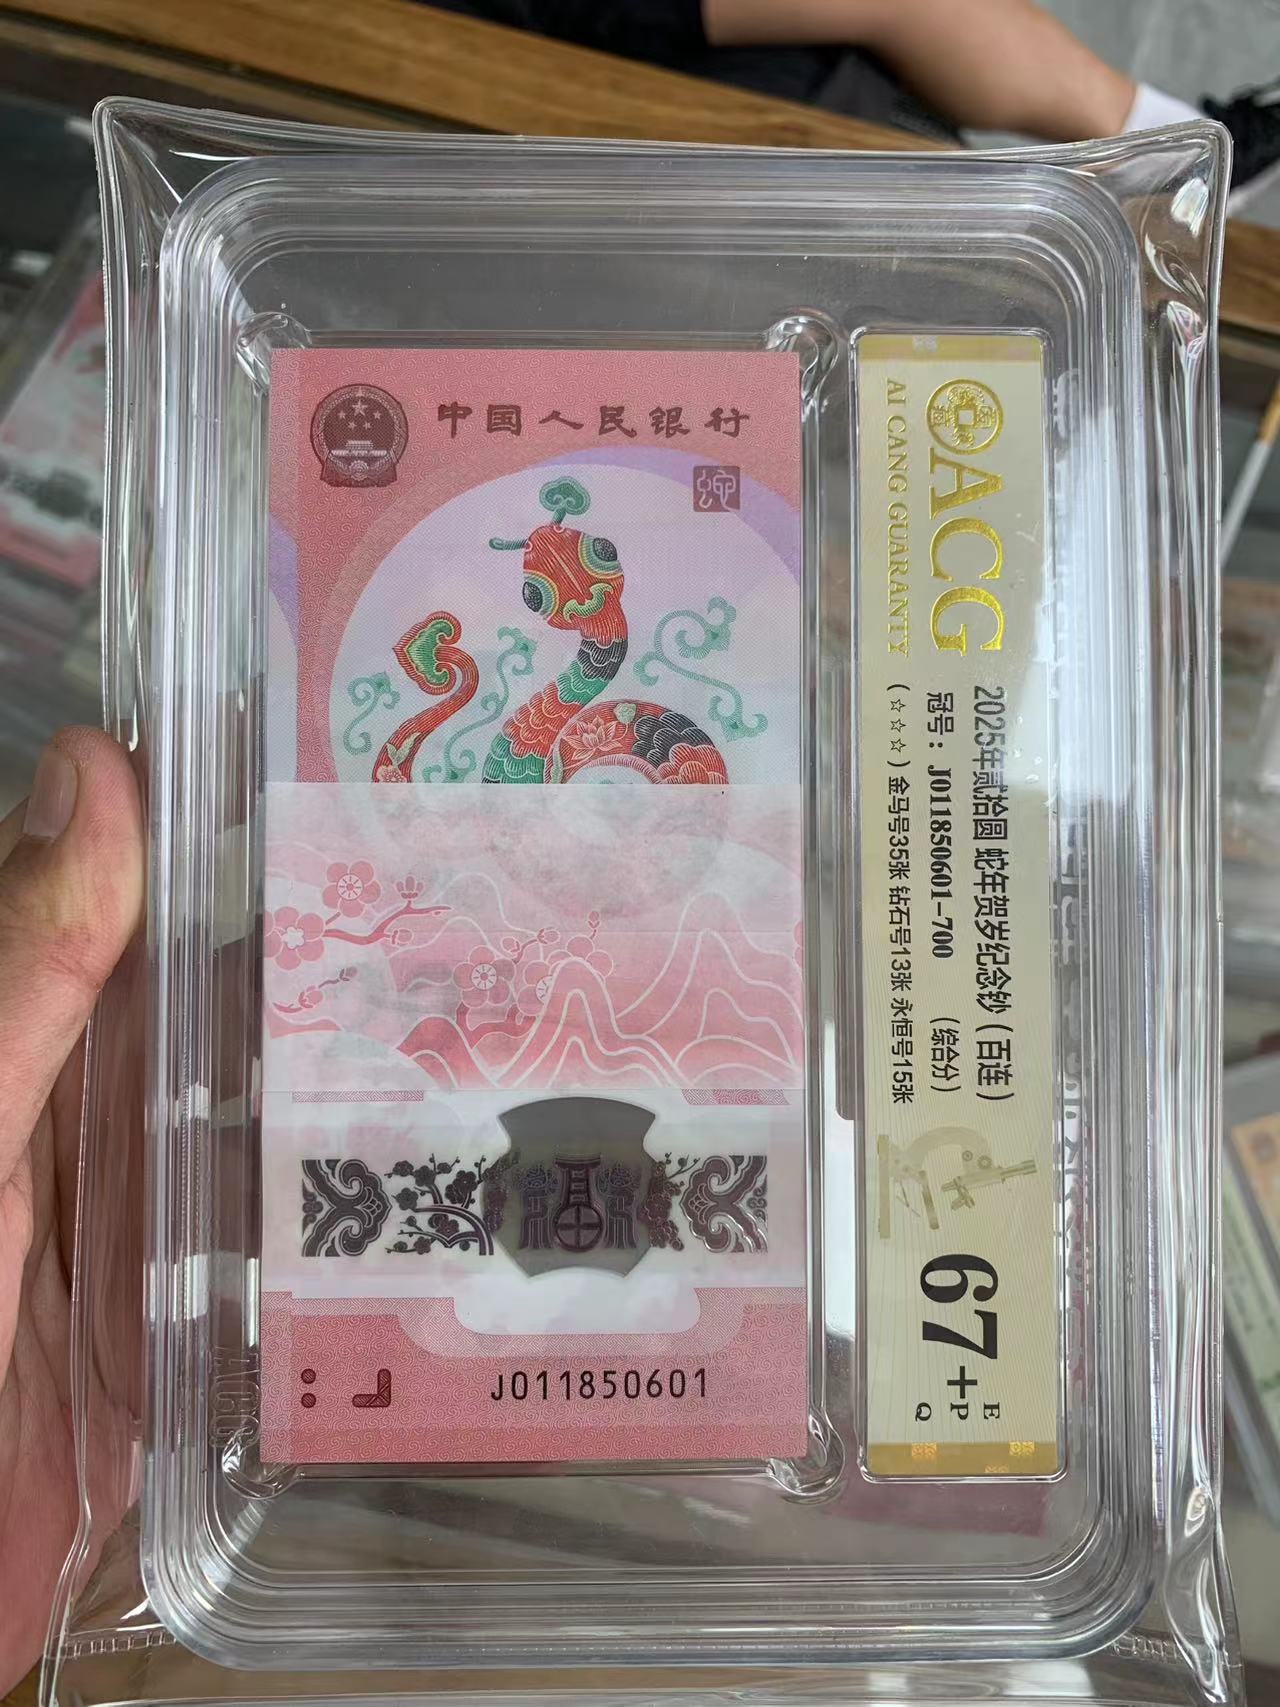 中国人民银行
J011850601
ACG
AI CANG GUARANTY
2025年贰拾圆 蛇年贺岁纪念钞（百连）
冠号：J011850601-700 （综合分）
（☆☆☆）金马号35张 钻石号13张 永恒号15张
67+
E
P
Q